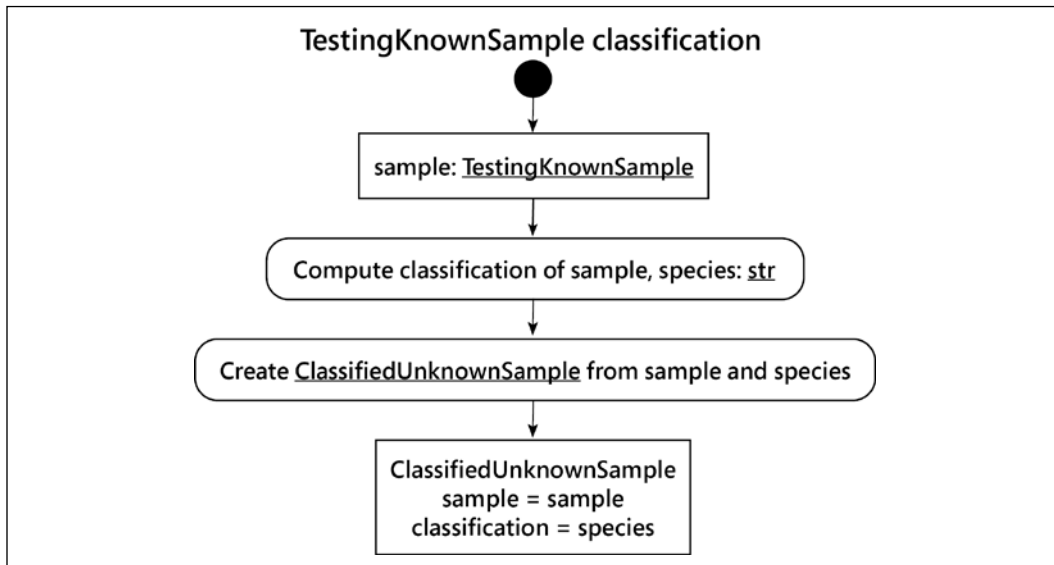 TestingKnownSample classification
sample: TestingKnownSample
Compute classification of sample, species: str
Create ClassifiedUnknownSample from sample and species
ClassifiedUnknownSample
sample = sample
classification = species